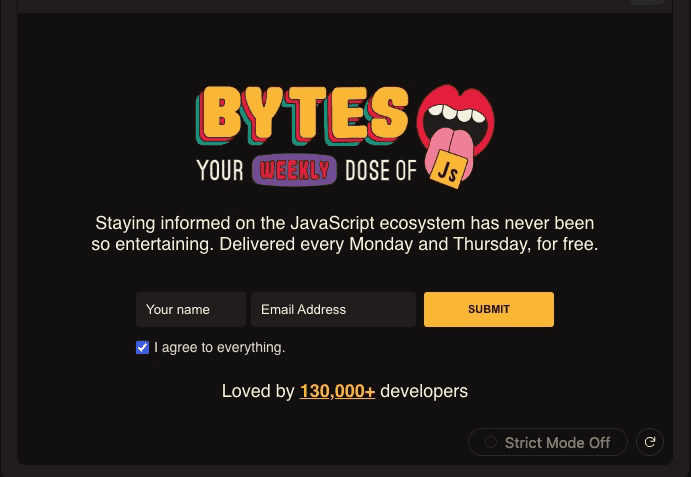 BYTES
YOUR WEEKLY DOSE OF
Js
Staying informed on the JavaScript ecosystem has never been
so entertaining. Delivered every Monday and Thursday, for free.
Your name
Email Address
SUBMIT
I agree to everything.
Loved by 130,000+ developers
Strict Mode Off